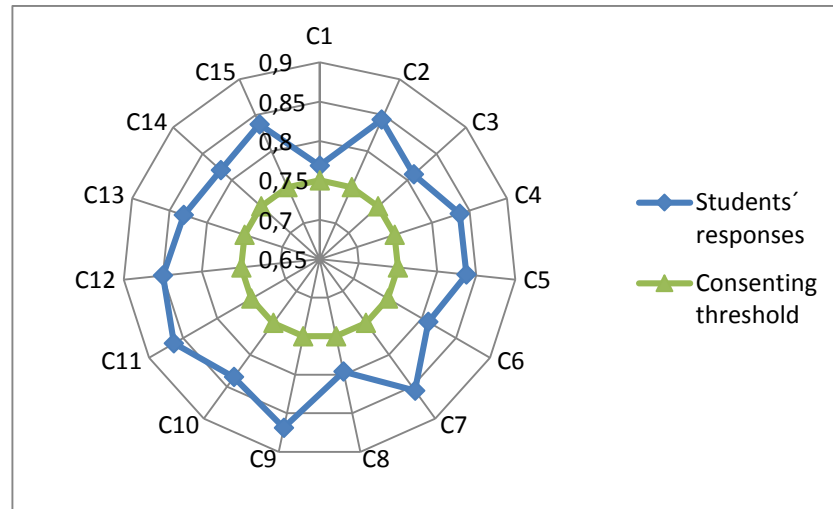 C1
C2
C3
C4
C5
C6
C7
C8
C9
C10
C11
C12
C13
C14
C15
0,9
0,85
0,8
0,75
0,7
0,65
Students´
responses
Consenting
threshold